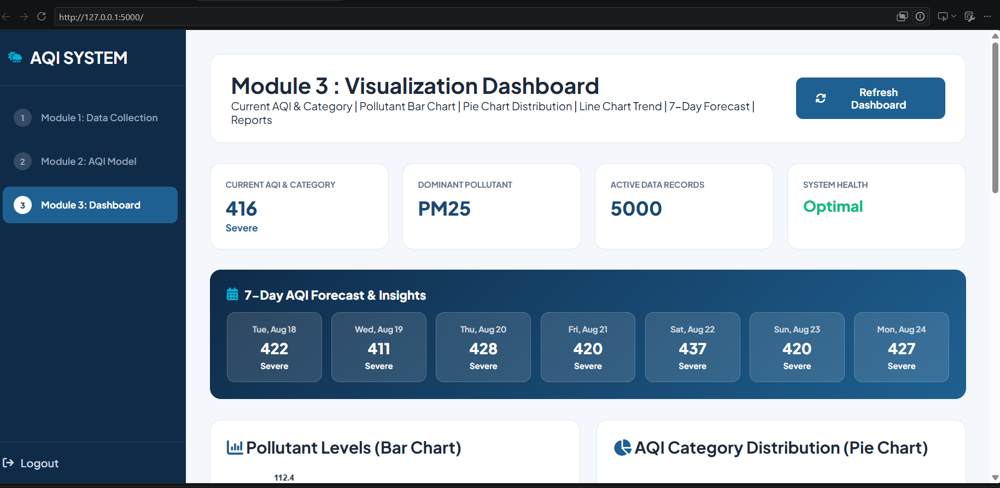 http://127.0.0.1:5000/
AQI SYSTEM
1 Module 1: Data Collection
2 Module 2: AQI Model
3 Module 3: Dashboard
Logout
Module 3 : Visualization Dashboard
Current AQI & Category | Pollutant Bar Chart | Pie Chart Distribution | Line Chart Trend | 7-Day Forecast |
Reports
Refresh
Dashboard
CURRENT AQI & CATEGORY
416
Severe
DOMINANT POLLUTANT
PM25
ACTIVE DATA RECORDS
5000
SYSTEM HEALTH
Optimal
7-Day AQI Forecast & Insights
Tue, Aug 18
422
Severe
Wed, Aug 19
411
Severe
Thu, Aug 20
428
Severe
Fri, Aug 21
420
Severe
Sat, Aug 22
437
Severe
Sun, Aug 23
420
Severe
Mon, Aug 24
427
Severe
Pollutant Levels (Bar Chart)
112.4
AQI Category Distribution (Pie Chart)